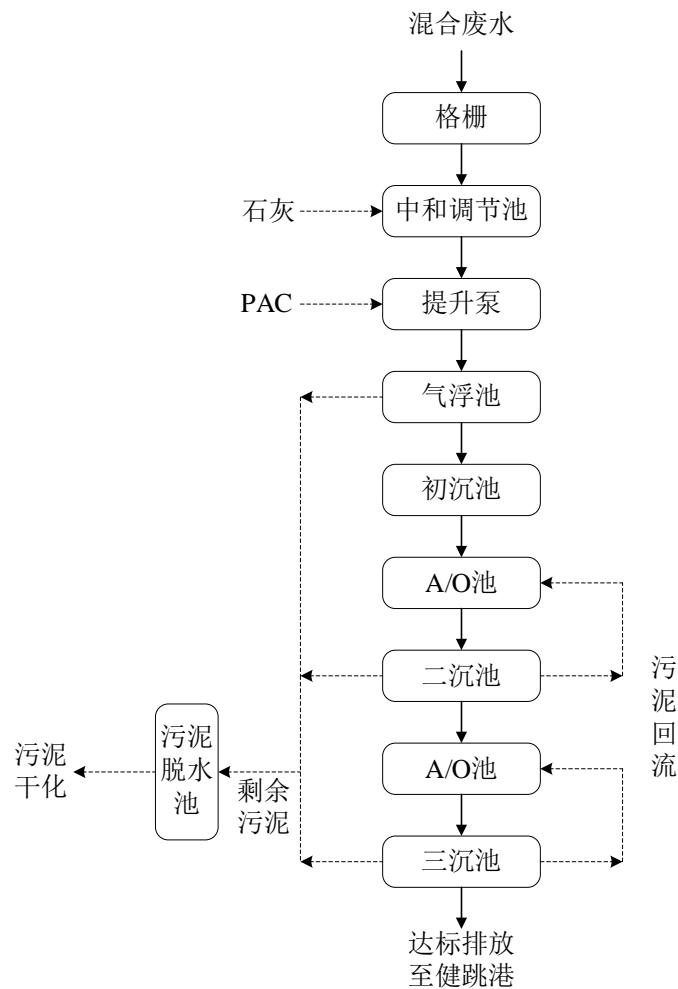 混合废水
格栅
石灰
中和调节池
PAC
提升泵
气浮池
初沉池
A/O池
二沉池
污
泥
回
流
A/O池
污泥
脱水
池
污泥
干化
剩余
污泥
三沉池
达标排放
至健跳港